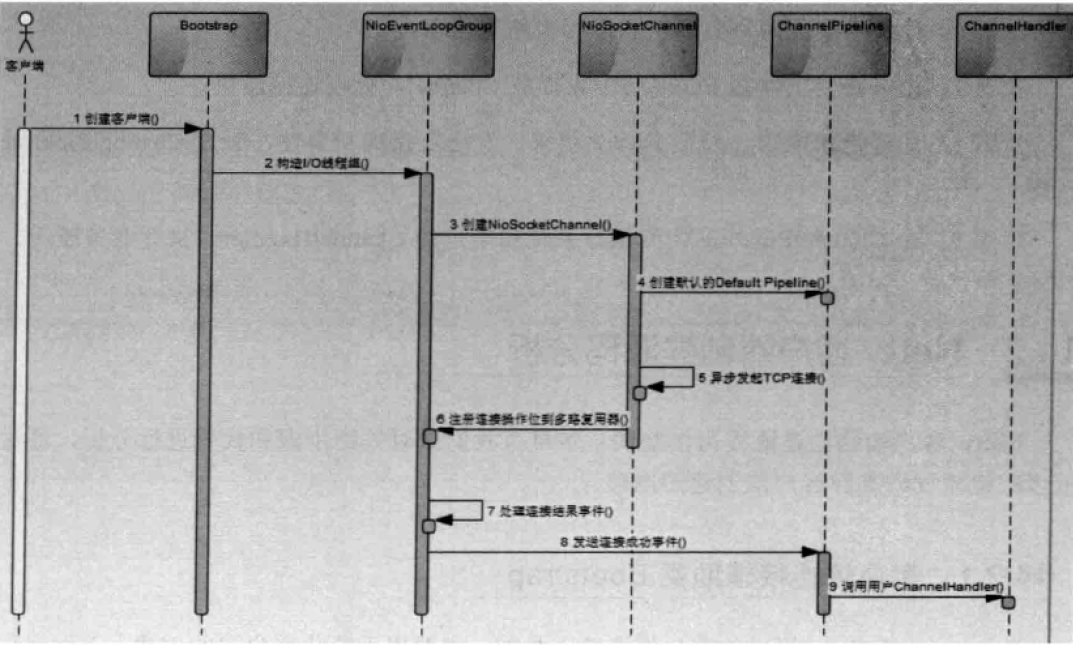 Bootstrap
NioEventLoopGroup
NioSocketChannel
ChannelPipeline
ChannelHandler
客户端
1 创建客户端()
2 构造I/O线程组()
3 创建NioSocketChannel()
4 创建默认的Default Pipeline()
5 异步发起TCP连接()
6 注册连接操作位到多路复用器()
7 处理连接结果事件()
8 发送连接成功事件()
9 调用用户ChannelHandler()